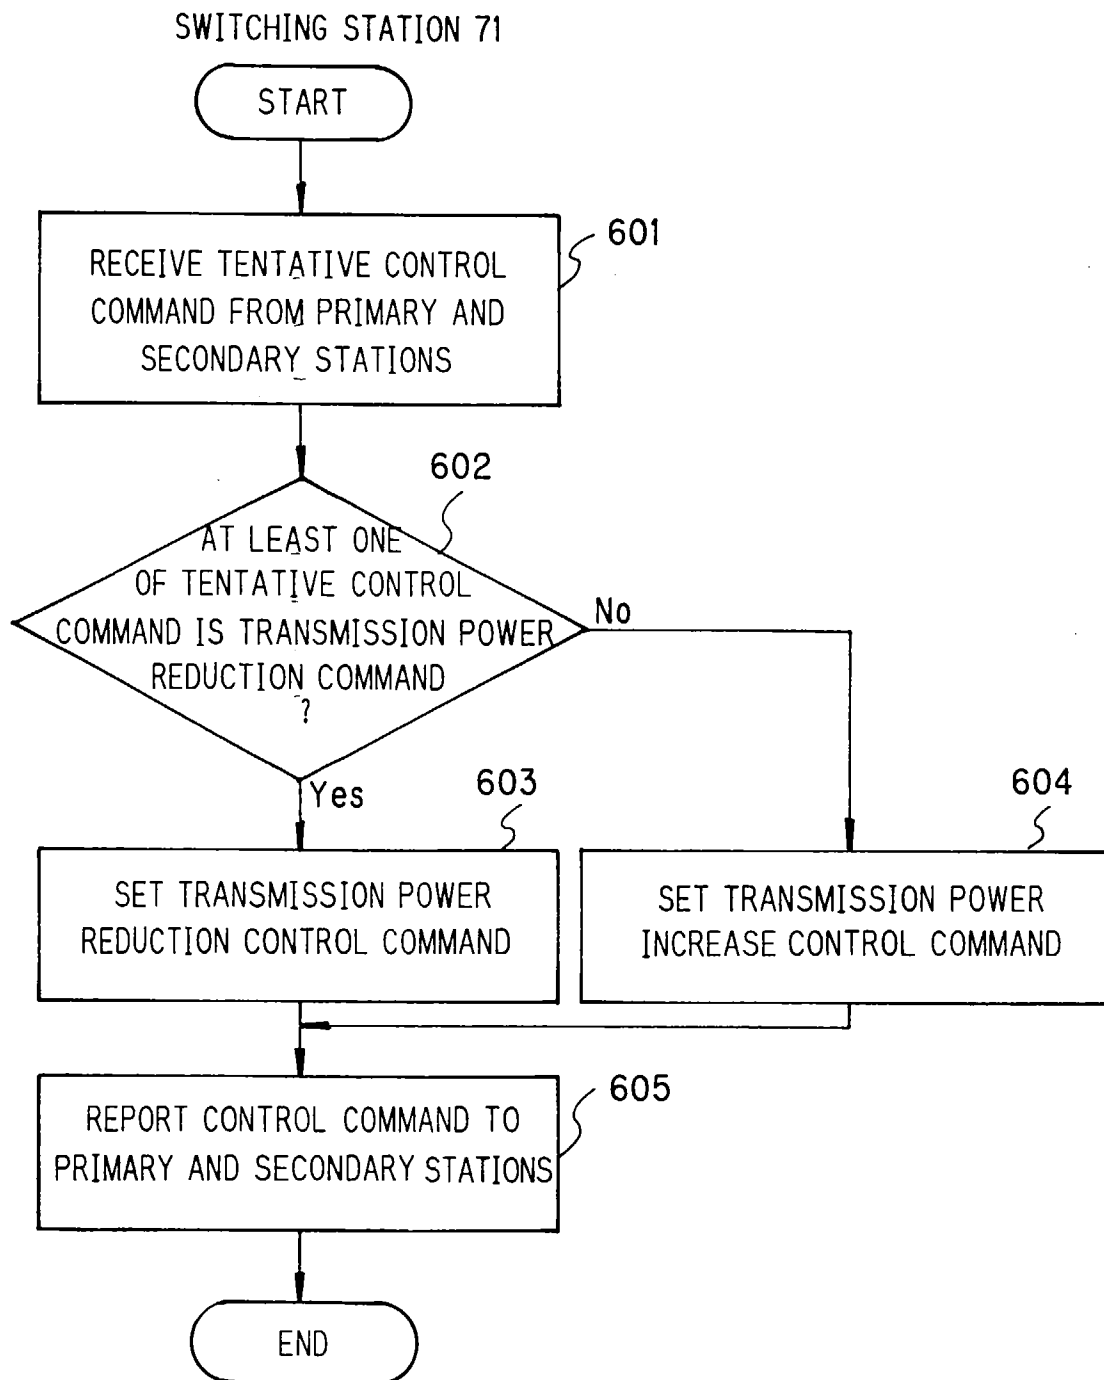 SWITCHING STATION 71
START
601
RECEIVE TENTATIVE CONTROL
COMMAND FROM PRIMARY AND
SECONDARY STATIONS
602
AT LEAST ONE
OF TENTATIVE CONTROL
COMMAND IS TRANSMISSION POWER
REDUCTION COMMAND
?
No
Yes
603
SET TRANSMISSION POWER
REDUCTION CONTROL COMMAND
604
SET TRANSMISSION POWER
INCREASE CONTROL COMMAND
605
REPORT CONTROL COMMAND TO
PRIMARY AND SECONDARY STATIONS
END